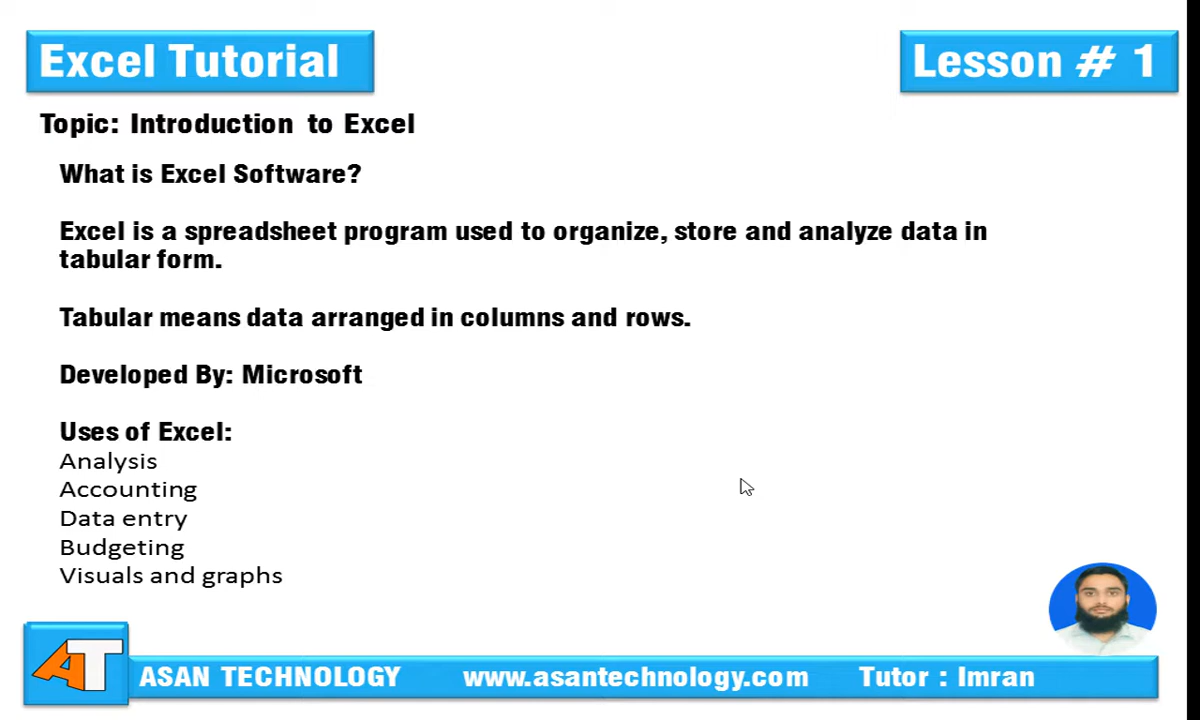 Excel Tutorial
Lesson # 1
Topic: Introduction to Excel
What is Excel Software?
Excel is a spreadsheet program used to organize, store and analyze data in
tabular form.
Tabular means data arranged in columns and rows.
Developed By: Microsoft
Uses of Excel:
Analysis
Accounting
Data entry
Budgeting
Visuals and graphs
AT
ASAN TECHNOLOGY www.asantechnology.com Tutor : Imran